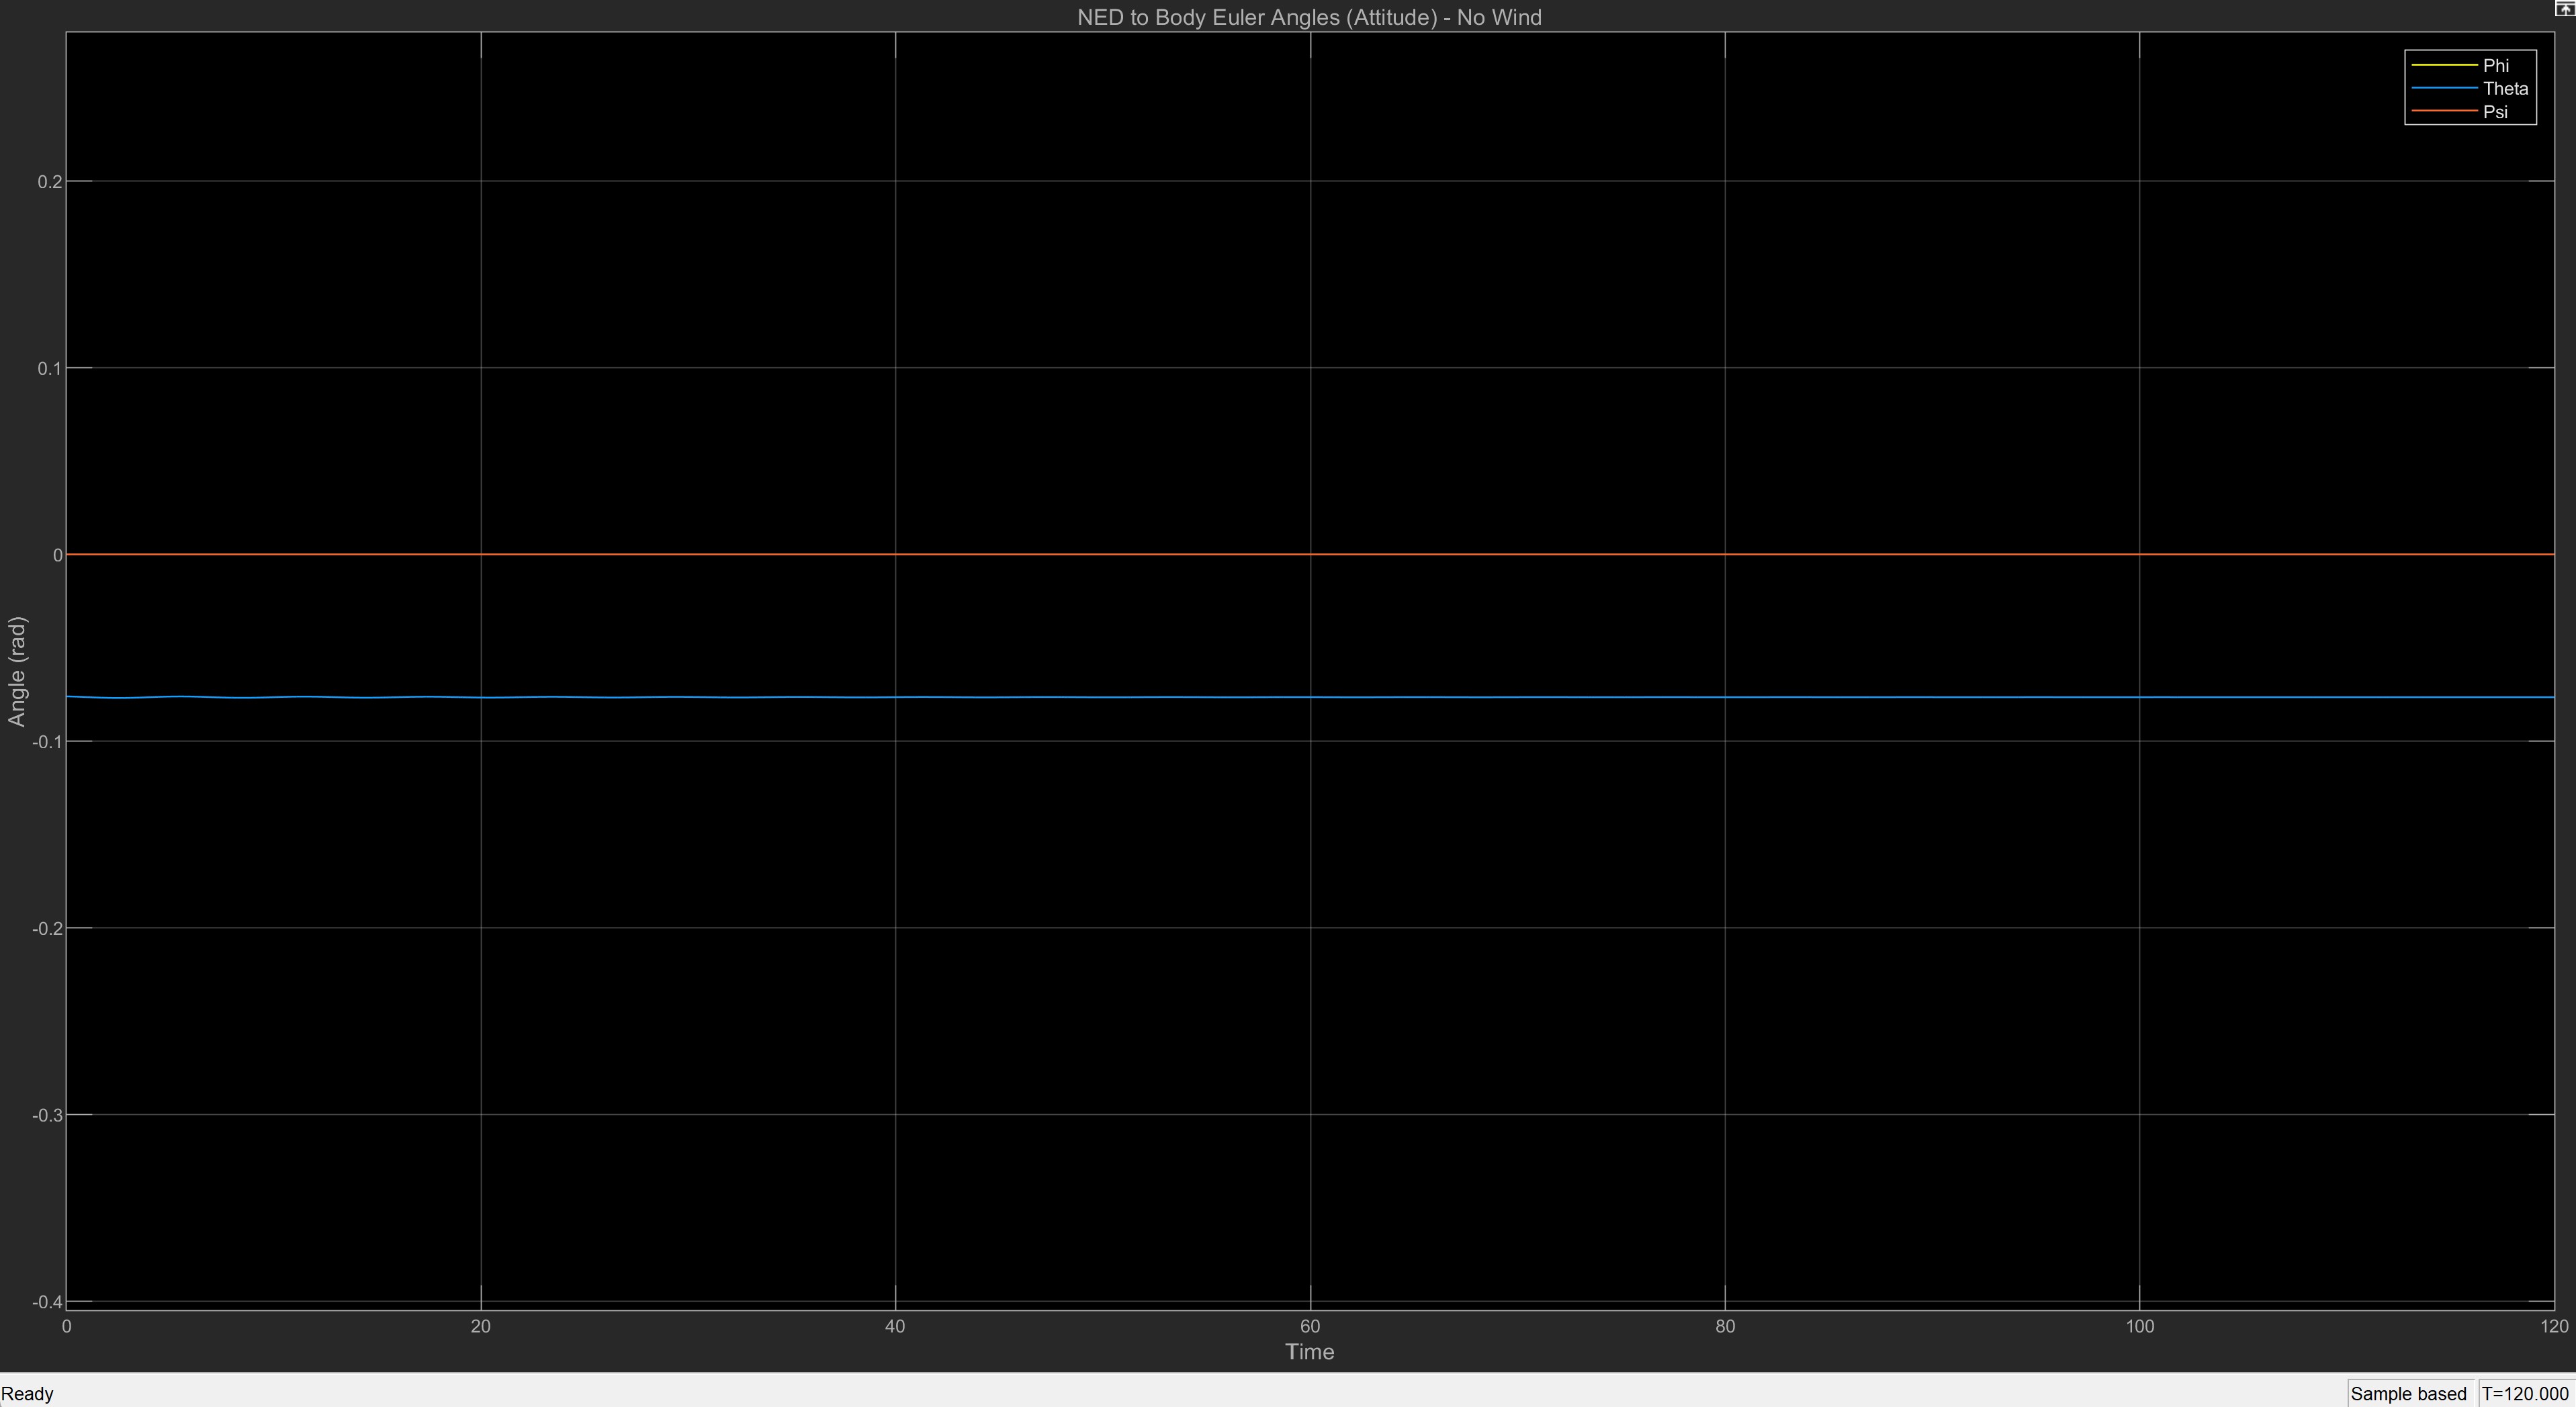 NED to Body Euler Angles (Attitude) - No Wind
Phi
Theta
Psi
0.2
0.1
0
-0.1
-0.2
-0.3
-0.4
Angle (rad)
0 20 40 60 80 100 120
Time
Ready Sample based T=120.000